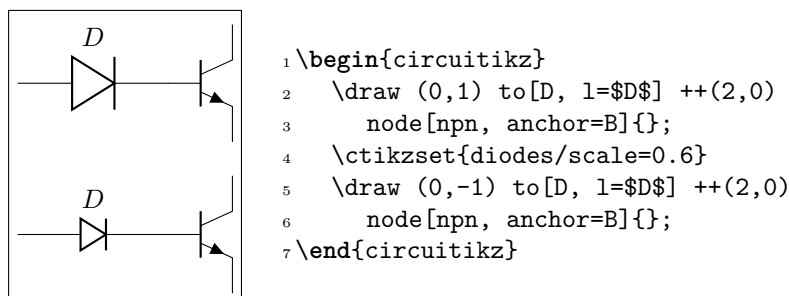 D
D
1 \begin{circuitikz}
2 \draw (0,1) to[D, l=$D$] ++(2,0)
3 node[npn, anchor=B]{};
4 \ctikzset{diodes/scale=0.6}
5 \draw (0,-1) to[D, l=$D$] ++(2,0)
6 node[npn, anchor=B]{};
7 \end{circuitikz}